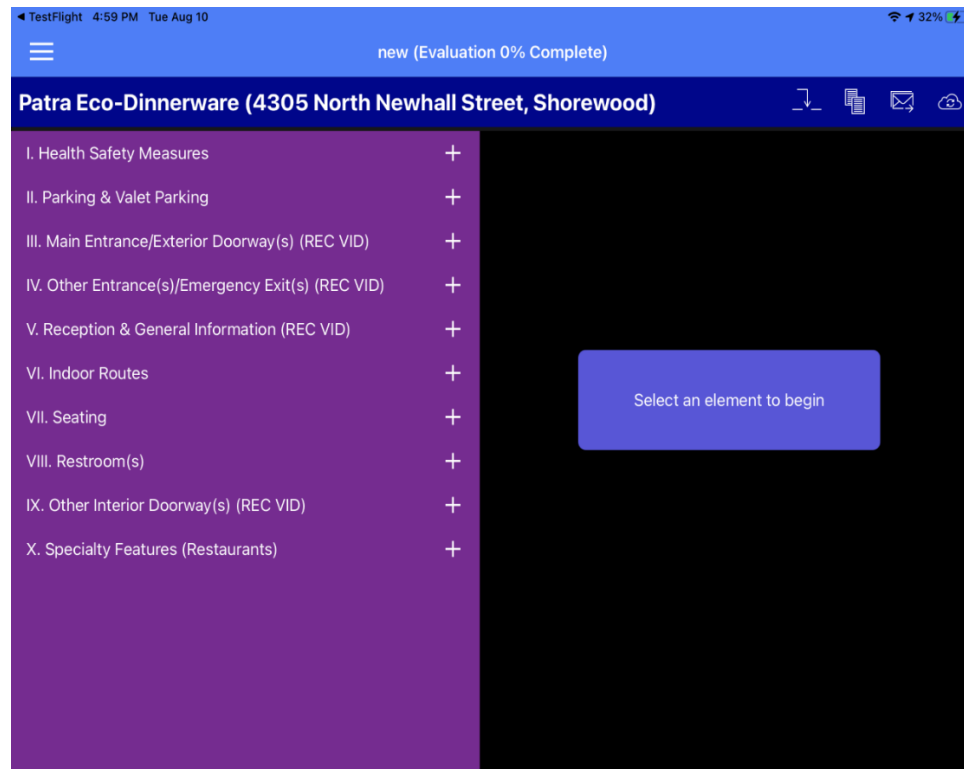 ◀ TestFlight 4:59 PM Tue Aug 10 32%
new (Evaluation 0% Complete)
Patra Eco-Dinnerware (4305 North Newhall Street, Shorewood)
I. Health Safety Measures +
II. Parking & Valet Parking +
III. Main Entrance/Exterior Doorway(s) (REC VID) +
IV. Other Entrance(s)/Emergency Exit(s) (REC VID) +
V. Reception & General Information (REC VID) +
VI. Indoor Routes +
VII. Seating +
VIII. Restroom(s) +
IX. Other Interior Doorway(s) (REC VID) +
X. Specialty Features (Restaurants) +
Select an element to begin